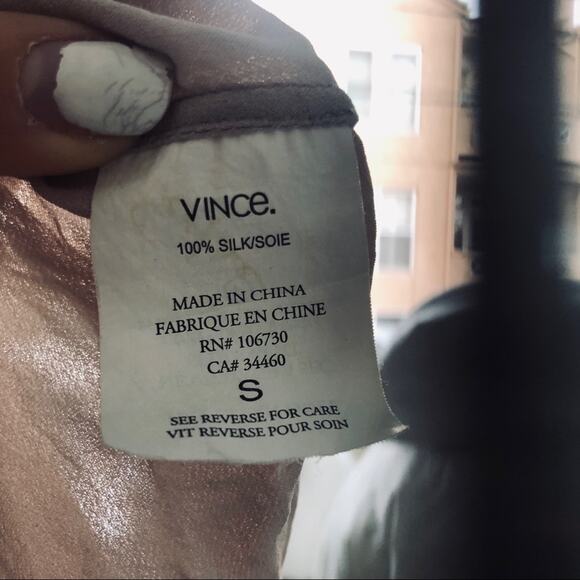 VINCe.
100% SILK/SOIE
MADE IN CHINA
FABRIQUE EN CHINE
RN# 106730
CA# 34460
S
SEE REVERSE FOR CARE
VIT REVERSE POUR SOIN